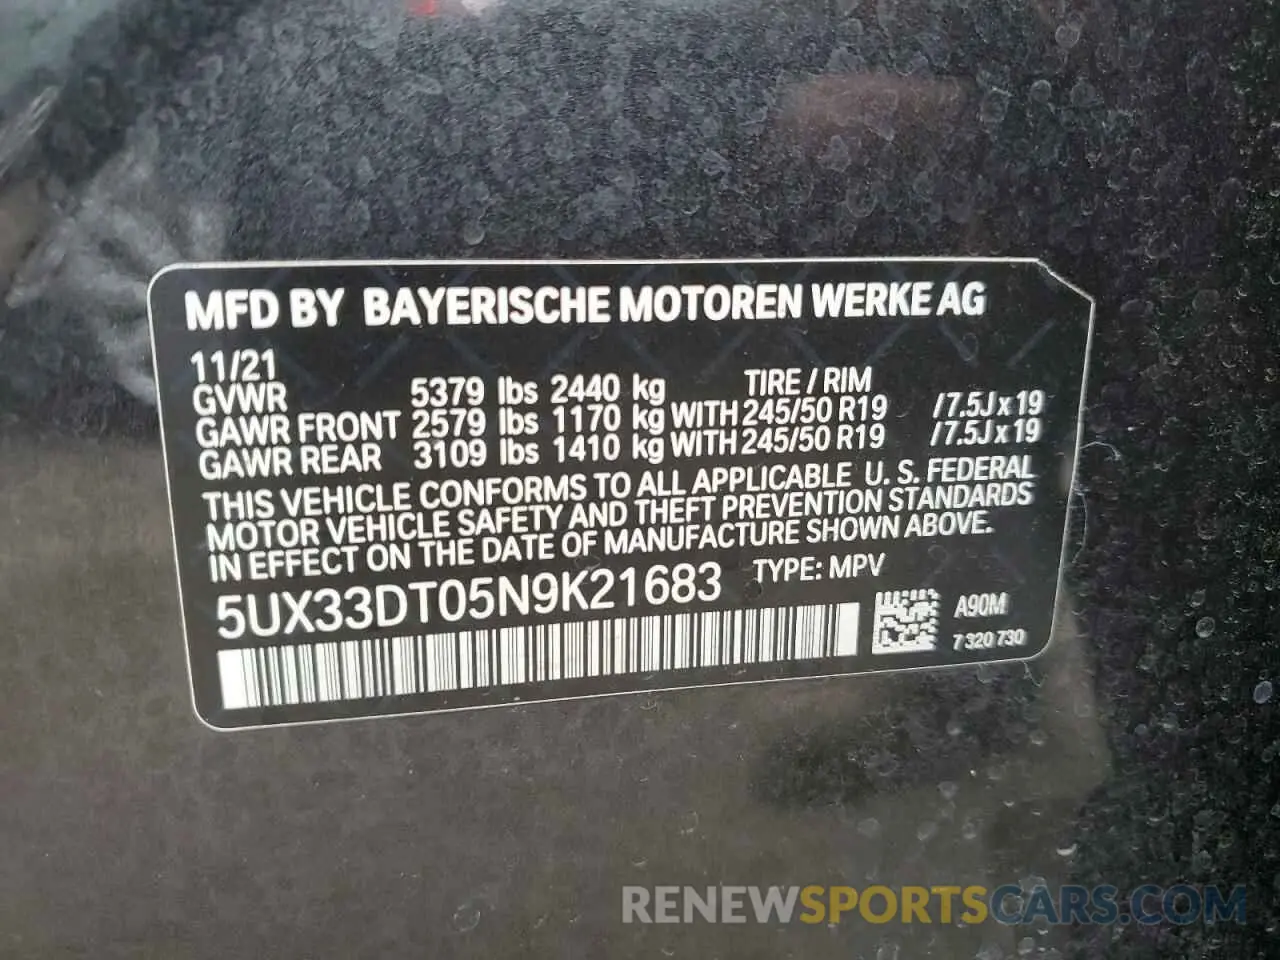 MFD BY BAYERISCHE MOTOREN WERKE AG
11/21
GVWR 5379 lbs 2440 kg TIRE / RIM
GAWR FRONT 2579 lbs 1170 kg WITH 245/50 R19 /7.5J x 19
GAWR REAR 3109 lbs 1410 kg WITH 245/50 R19 /7.5J x 19
THIS VEHICLE CONFORMS TO ALL APPLICABLE U. S. FEDERAL
MOTOR VEHICLE SAFETY AND THEFT PREVENTION STANDARDS
IN EFFECT ON THE DATE OF MANUFACTURE SHOWN ABOVE.
5UX33DT05N9K21683 TYPE: MPV
A90M
7 320 730
RENEWSPORTSCARS.COM